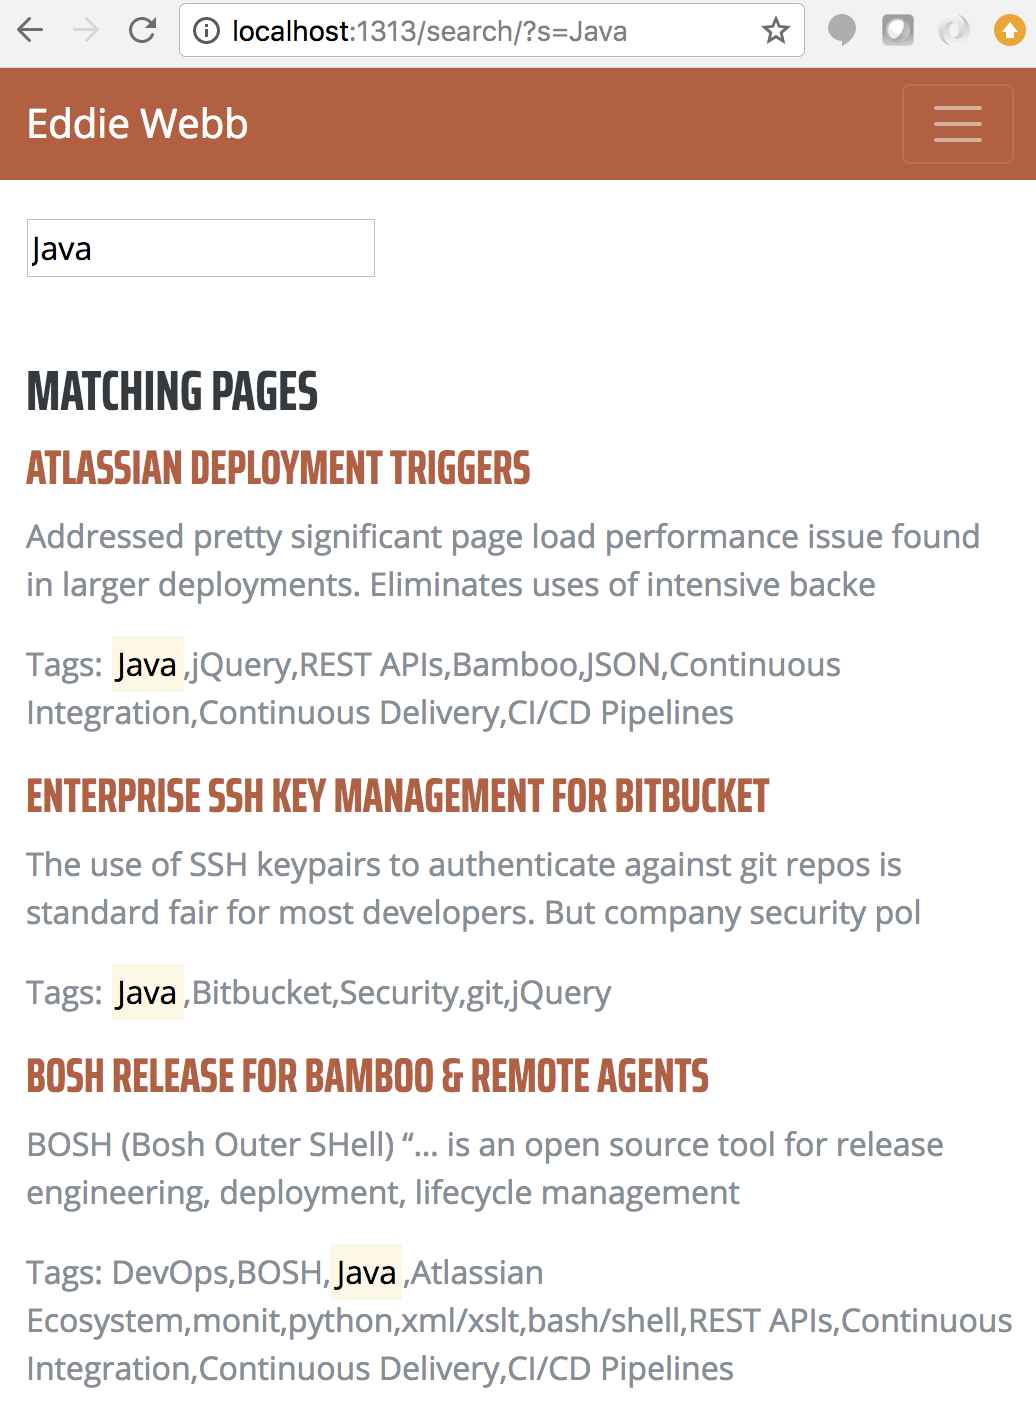 localhost:1313/search/?s=Java
Eddie Webb
Java
MATCHING PAGES
ATLASSIAN DEPLOYMENT TRIGGERS
Addressed pretty significant page load performance issue found
in larger deployments. Eliminates uses of intensive backe
Tags: Java,jQuery,REST APIs,Bamboo,JSON,Continuous
Integration,Continuous Delivery,CI/CD Pipelines
ENTERPRISE SSH KEY MANAGEMENT FOR BITBUCKET
The use of SSH keypairs to authenticate against git repos is
standard fair for most developers. But company security pol
Tags: Java,Bitbucket,Security,git,jQuery
BOSH RELEASE FOR BAMBOO & REMOTE AGENTS
BOSH (Bosh Outer SHell) “… is an open source tool for release
engineering, deployment, lifecycle management
Tags: DevOps,BOSH,Java,Atlassian
Ecosystem,monit,python,xml/xslt,bash/shell,REST APIs,Continuous
Integration,Continuous Delivery,CI/CD Pipelines